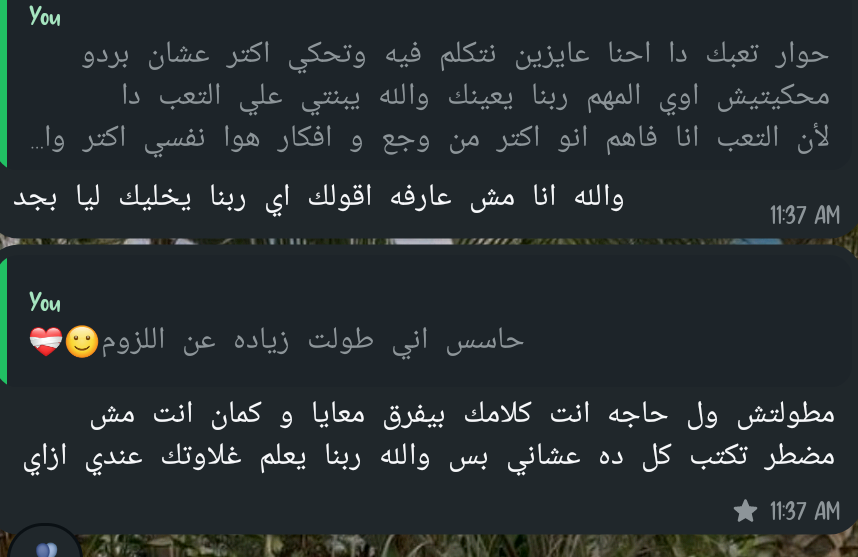 You
حوار تعبك دا احنا عايزين نتكلم فيه وتحكي اكتر عشان بردو
محكيتيش اوي المهم ربنا يعينك والله يبنتي علي التعب دا
لأن التعب انا فاهم انو اكتر من وجع و افكار هوا نفسي اكتر وا...
والله انا مش عارفه اقولك اي ربنا يخليك ليا بجد
11:37 AM
You
حاسس اني طولت زياده عن اللزوم🙂❤️‍🩹
مطولتش ول حاجه انت كلامك بيفرق معايا و كمان انت مش
مضطر تكتب كل ده عشاني بس والله ربنا يعلم غلاوتك عندي ازاي
11:37 AM